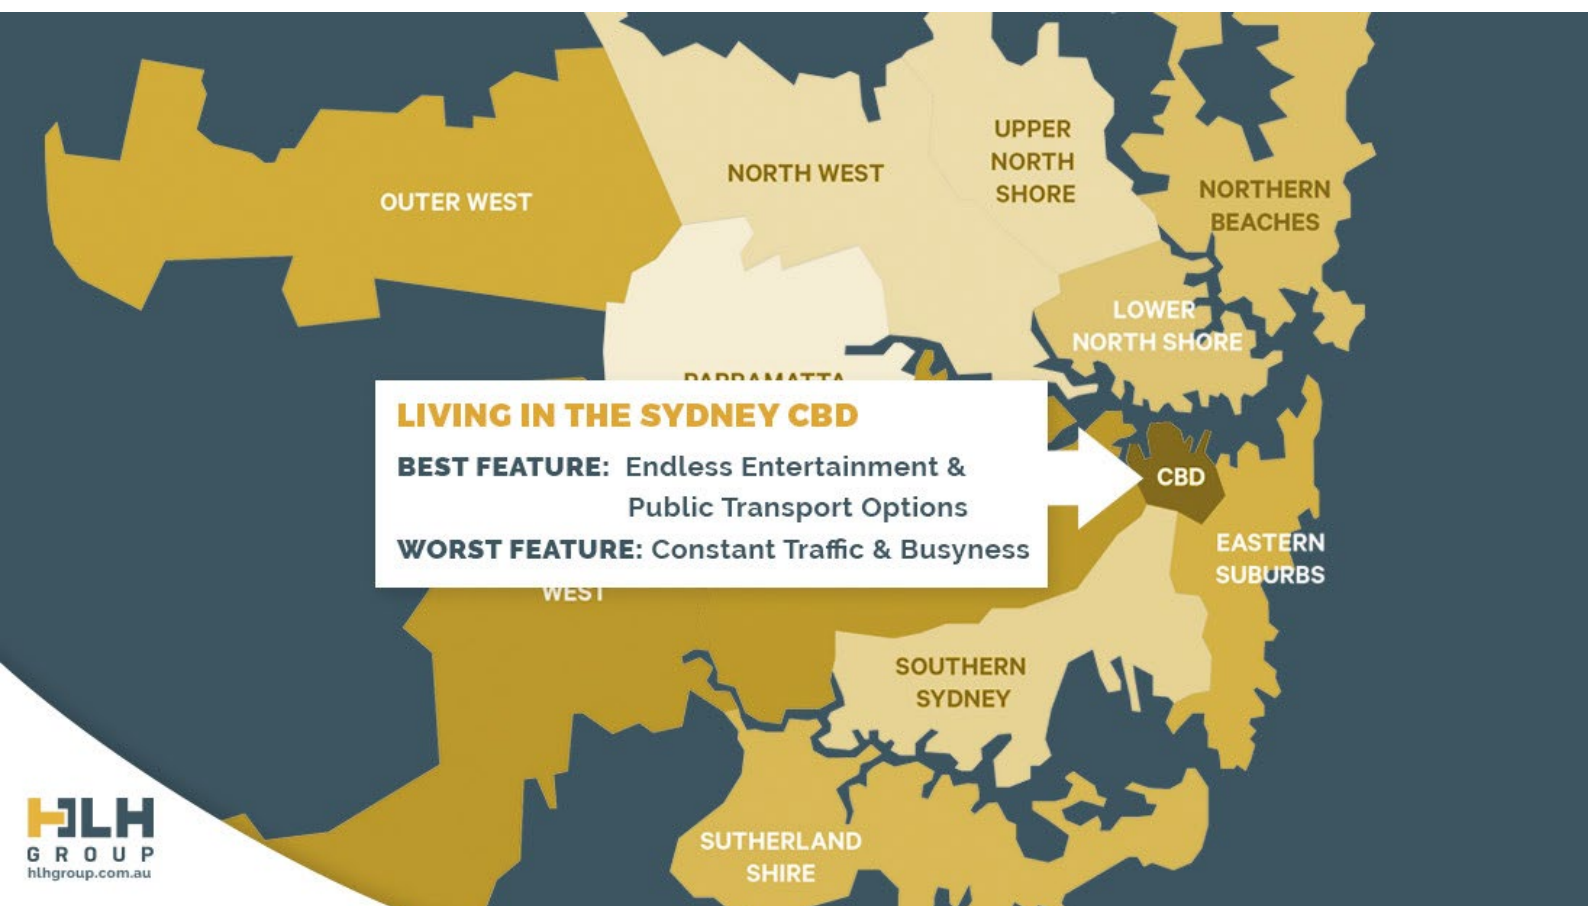 UPPER
NORTH
SHORE
NORTH WEST
OUTER WEST
NORTHERN
BEACHES
LOWER
NORTH SHORE
PARRAMATTA
LIVING IN THE SYDNEY CBD
BEST FEATURE: Endless Entertainment &
Public Transport Options
WORST FEATURE: Constant Traffic & Busyness
CBD
EASTERN
SUBURBS
WEST
SOUTHERN
SYDNEY
SUTHERLAND
SHIRE
HLH
GROUP
hlhgroup.com.au